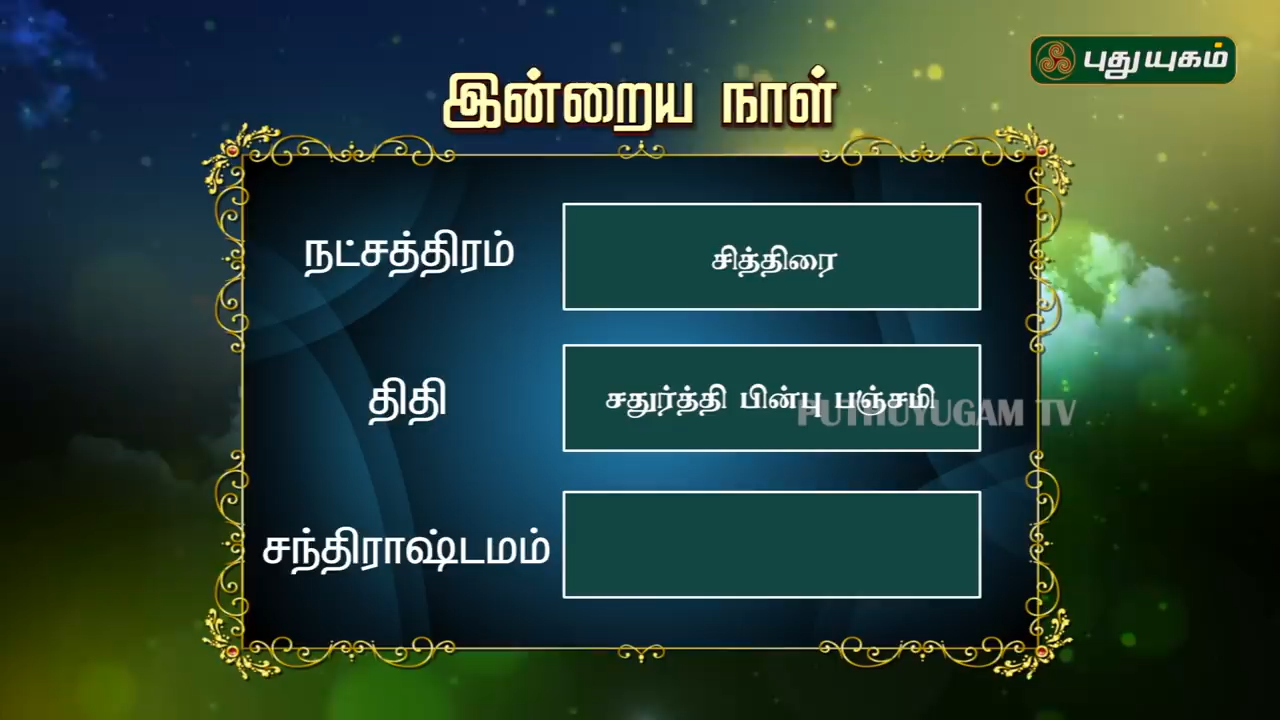 புதுயுகம்
இன்றைய நாள்
நட்சத்திரம்
சித்திரை
திதி
சதுர்த்தி பின்பு பஞ்சமி
PUTHUYUGAM TV
சந்திராஷ்டமம்